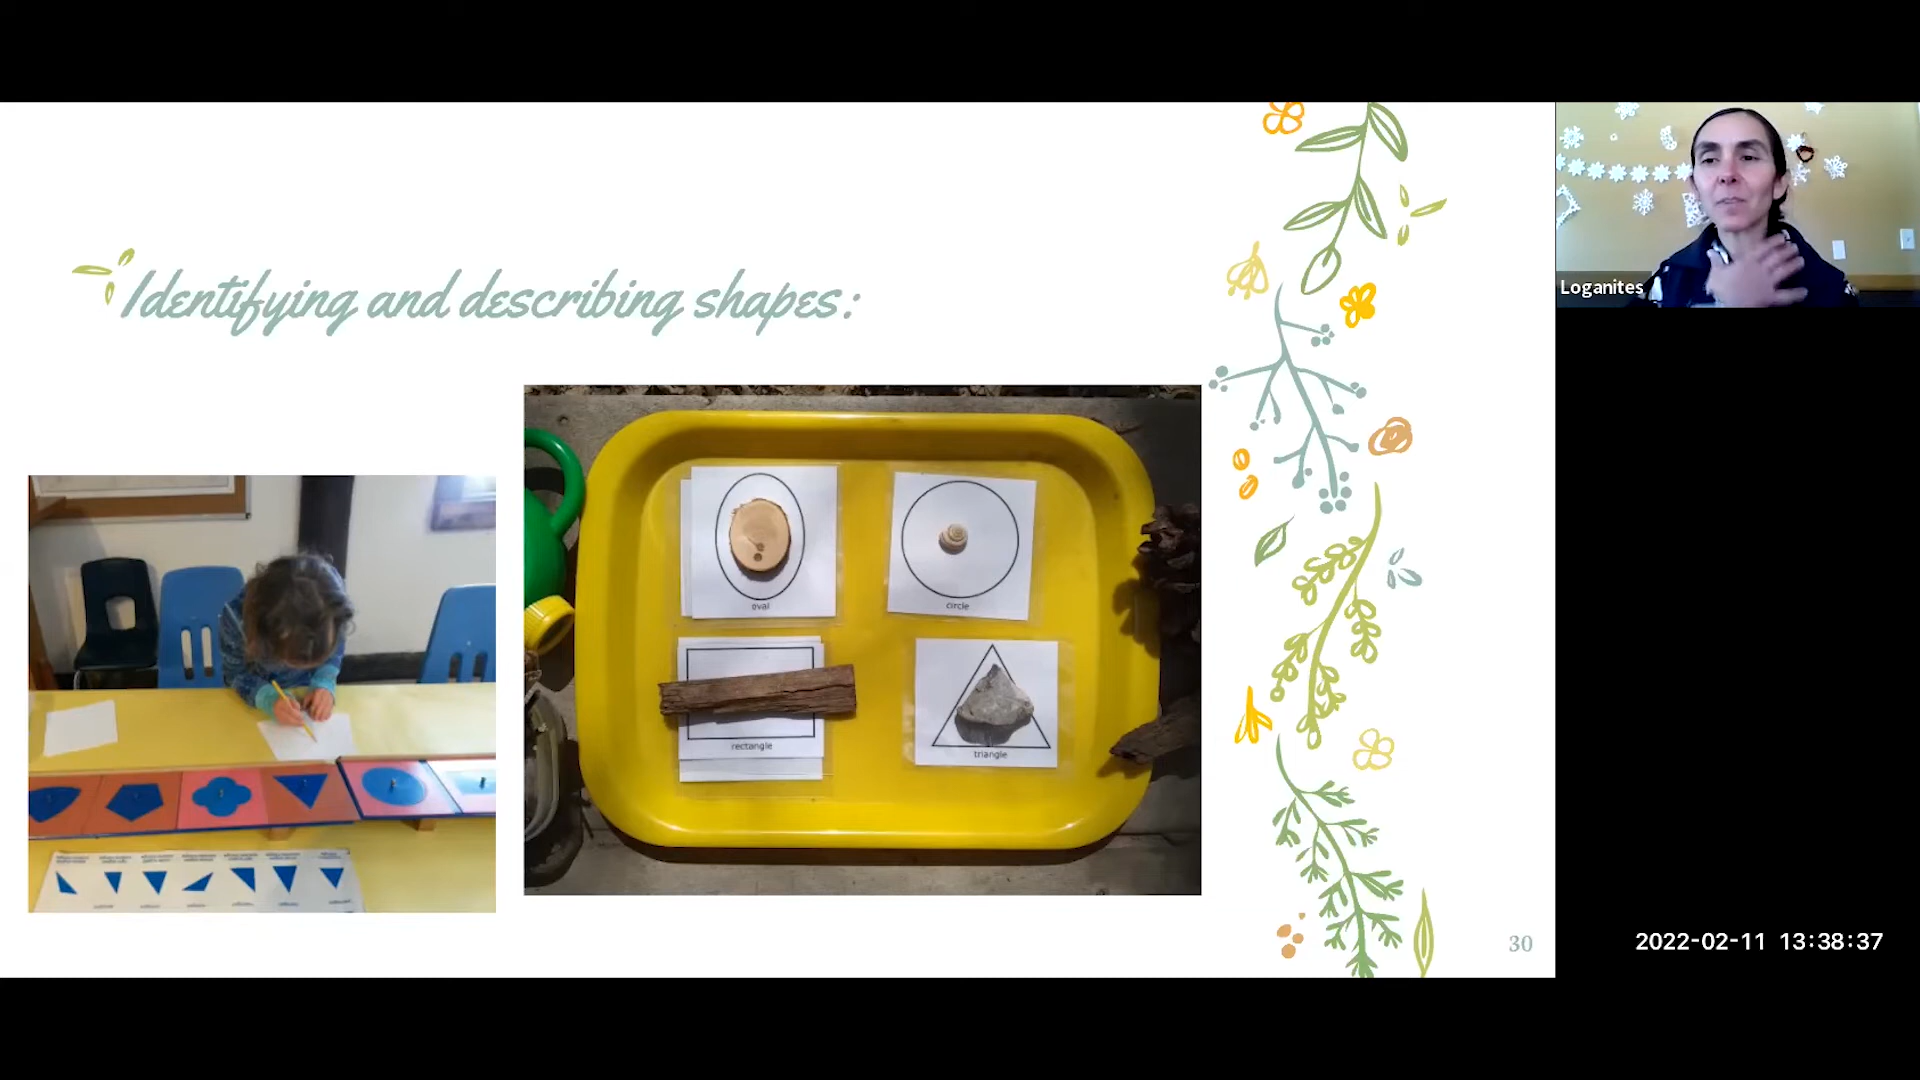 Identifying and describing shapes:
Loganites
oval
circle
rectangle
triangle
30
2022-02-11 13:38:37